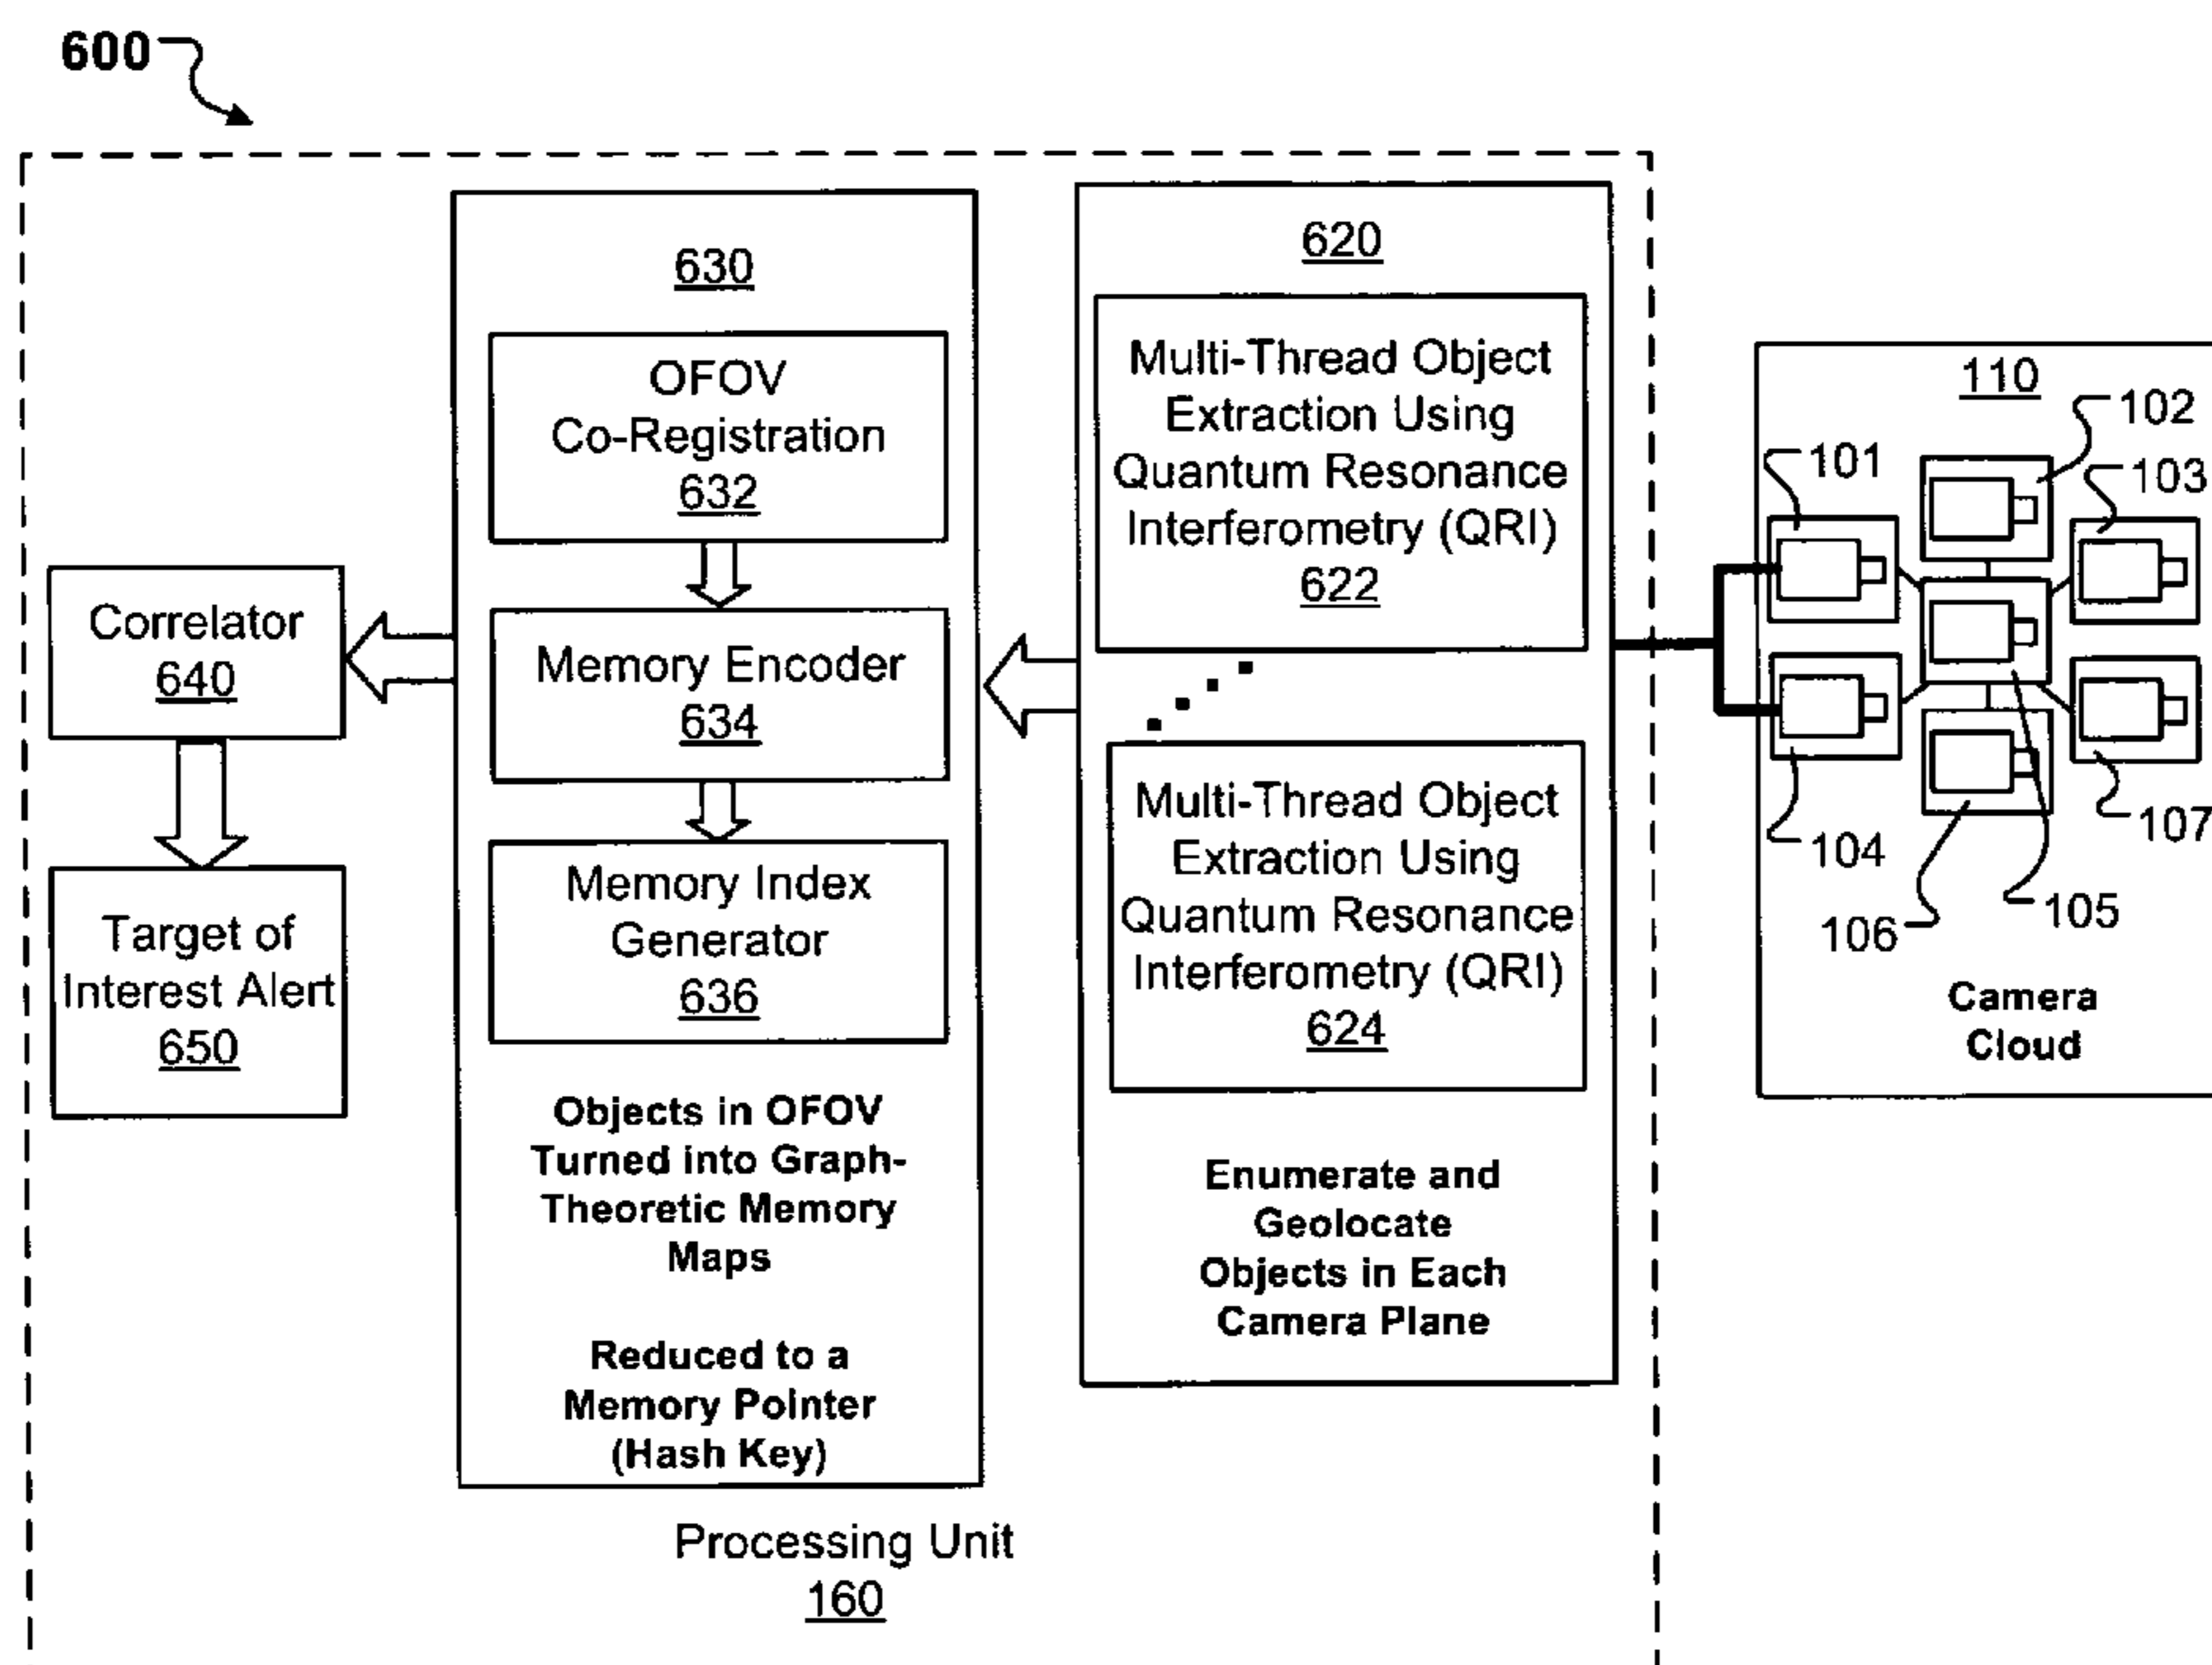 600
630
OFOV
Co-Registration
632
Memory Encoder
634
Memory Index
Generator
636
Objects in OFOV
Turned into Graph-
Theoretic Memory
Maps
Reduced to a
Memory Pointer
(Hash Key)
Correlator
640
Target of
Interest Alert
650
620
Multi-Thread Object
Extraction Using
Quantum Resonance
Interferometry (QRI)
622
Multi-Thread Object
Extraction Using
Quantum Resonance
Interferometry (QRI)
624
Enumerate and
Geolocate
Objects in Each
Camera Plane
Processing Unit
160
110
102
101
103
104
107
105
106
Camera
Cloud